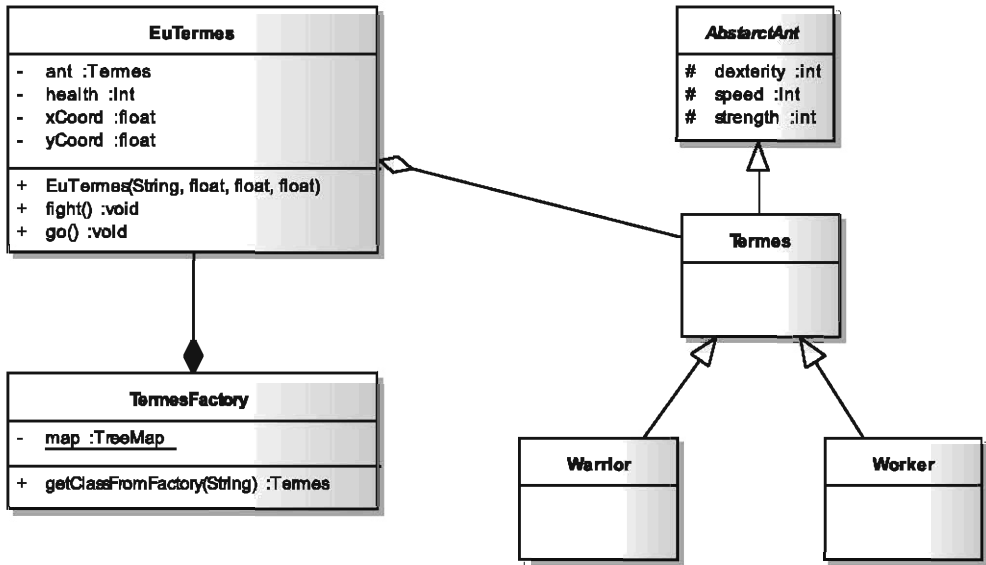 EuTermes
- ant :Termes
- health :int
- xCoord :float
- yCoord :float
+ EuTermes(String, float, float, float)
+ fight() :void
+ go() :void
AbstarctAnt
# dexterity :int
# speed :int
# strength :int
Termes
TermesFactory
- map :TreeMap
+ getClassFromFactory(String) :Termes
Warrior
Worker